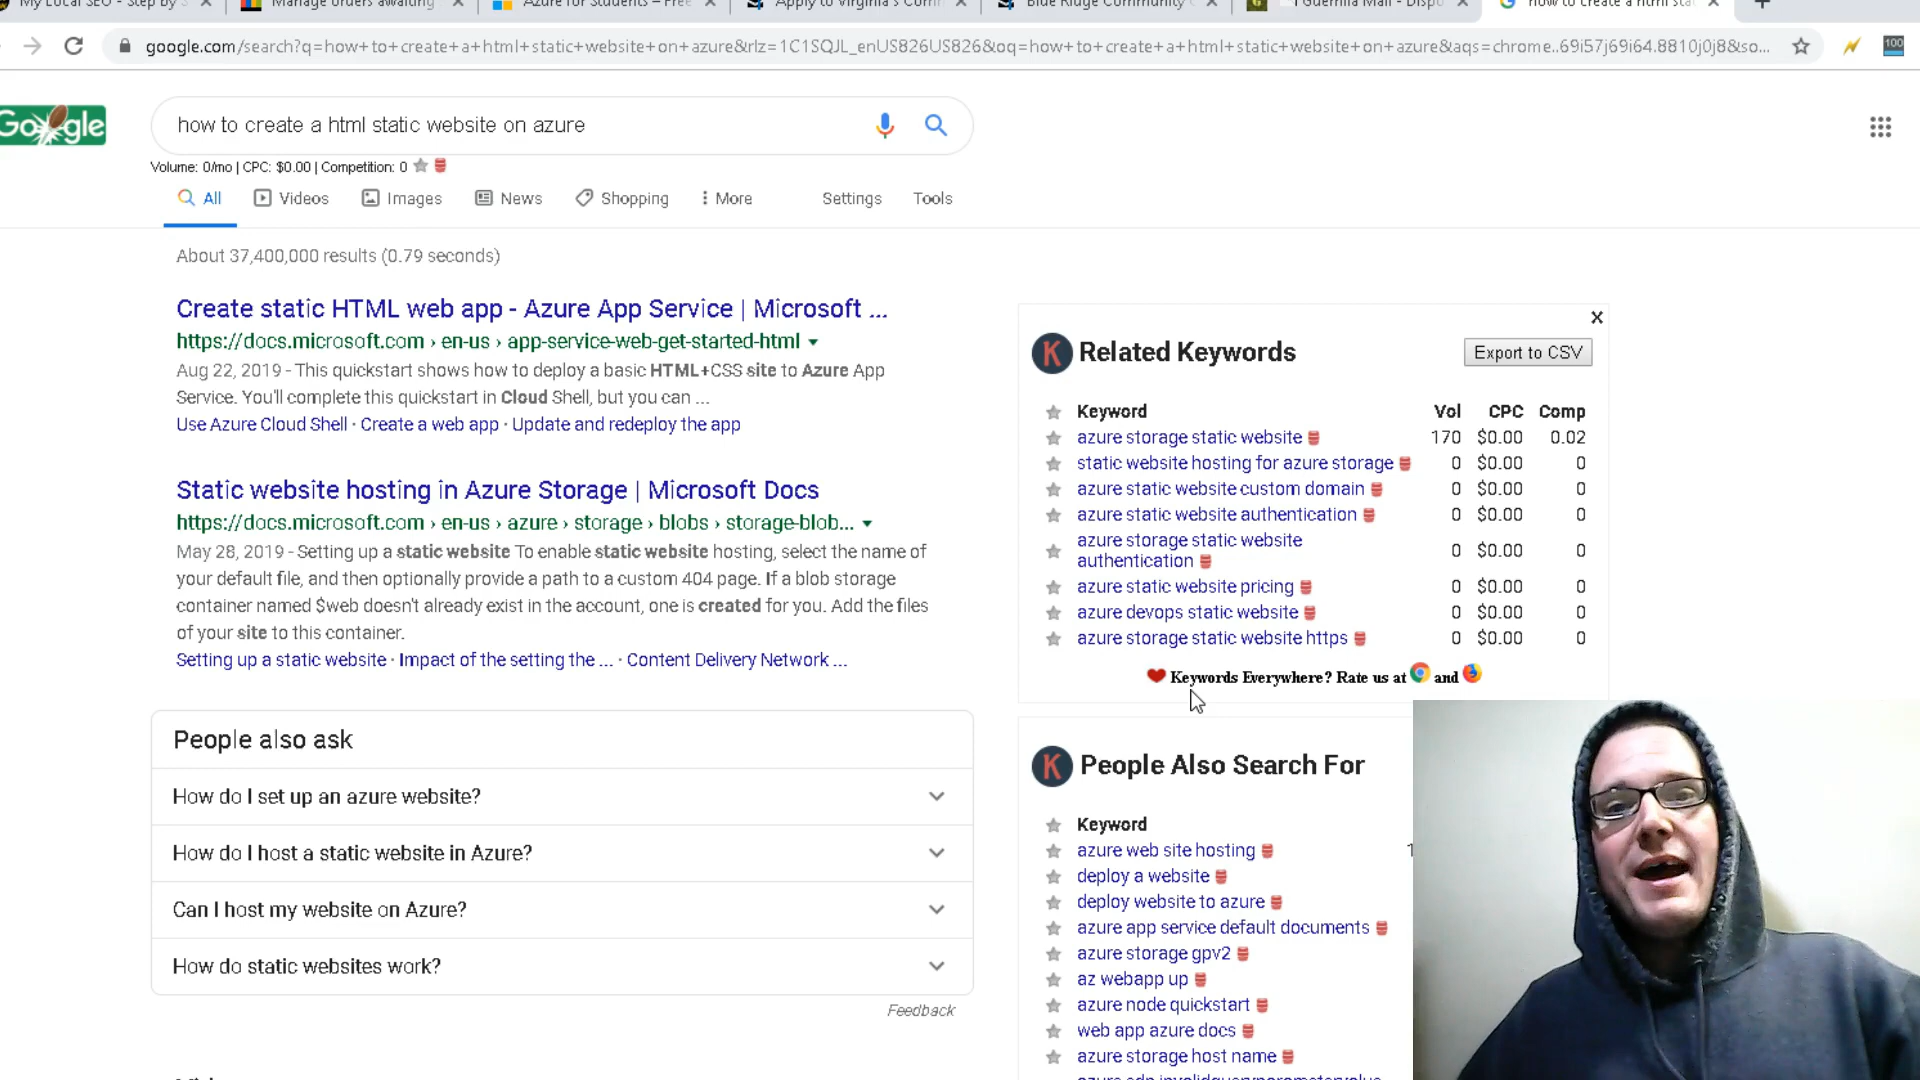 My Local SEO - Step by S
Manage orders awaiting
Azure for Students – Free
Apply to Virginia's Comm
Blue Ridge Community C
Guerrilla Mail - Dispo
how to create a html stat
google.com/search?q=how+to+create+a+html+static+website+on+azure&rlz=1C1SQJL_enUS826US826&oq=how+to+create+a+html+static+website+on+azure&aqs=chrome..69i57j69i64.8810j0j8&so...
100
Google
how to create a html static website on azure
Volume: 0/mo | CPC: $0.00 | Competition: 0
All
Videos
Images
News
Shopping
More
Settings
Tools
About 37,400,000 results (0.79 seconds)
Create static HTML web app - Azure App Service | Microsoft ...
https://docs.microsoft.com › en-us › app-service-web-get-started-html
Aug 22, 2019 - This quickstart shows how to deploy a basic HTML+CSS site to Azure App
Service. You'll complete this quickstart in Cloud Shell, but you can ...
Use Azure Cloud Shell · Create a web app · Update and redeploy the app
Static website hosting in Azure Storage | Microsoft Docs
https://docs.microsoft.com › en-us › azure › storage › blobs › storage-blob...
May 28, 2019 - Setting up a static website To enable static website hosting, select the name of
your default file, and then optionally provide a path to a custom 404 page. If a blob storage
container named $web doesn't already exist in the account, one is created for you. Add the files
of your site to this container.
Setting up a static website · Impact of the setting the ... · Content Delivery Network ...
People also ask
How do I set up an azure website?
How do I host a static website in Azure?
Can I host my website on Azure?
How do static websites work?
Feedback
K Related Keywords
Export to CSV
Keyword Vol CPC Comp
azure storage static website 170 $0.00 0.02
static website hosting for azure storage 0 $0.00 0
azure static website custom domain 0 $0.00 0
azure static website authentication 0 $0.00 0
azure storage static website
authentication 0 $0.00 0
azure static website pricing 0 $0.00 0
azure devops static website 0 $0.00 0
azure storage static website https 0 $0.00 0
Keywords Everywhere? Rate us at and
K People Also Search For
Keyword
azure web site hosting 1
deploy a website
deploy website to azure
azure app service default documents
azure storage gpv2
az webapp up
azure node quickstart
web app azure docs
azure storage host name